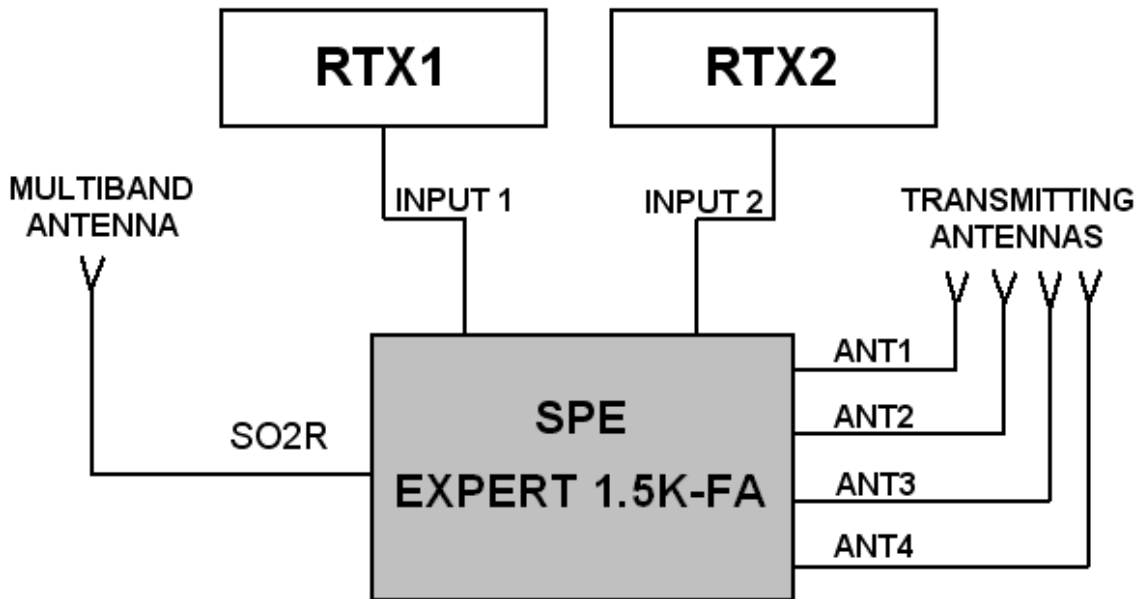 RTX1
RTX2
MULTIBAND
ANTENNA
INPUT 1
INPUT 2
TRANSMITTING
ANTENNAS
SO2R
SPE
EXPERT 1.5K-FA
ANT1
ANT2
ANT3
ANT4